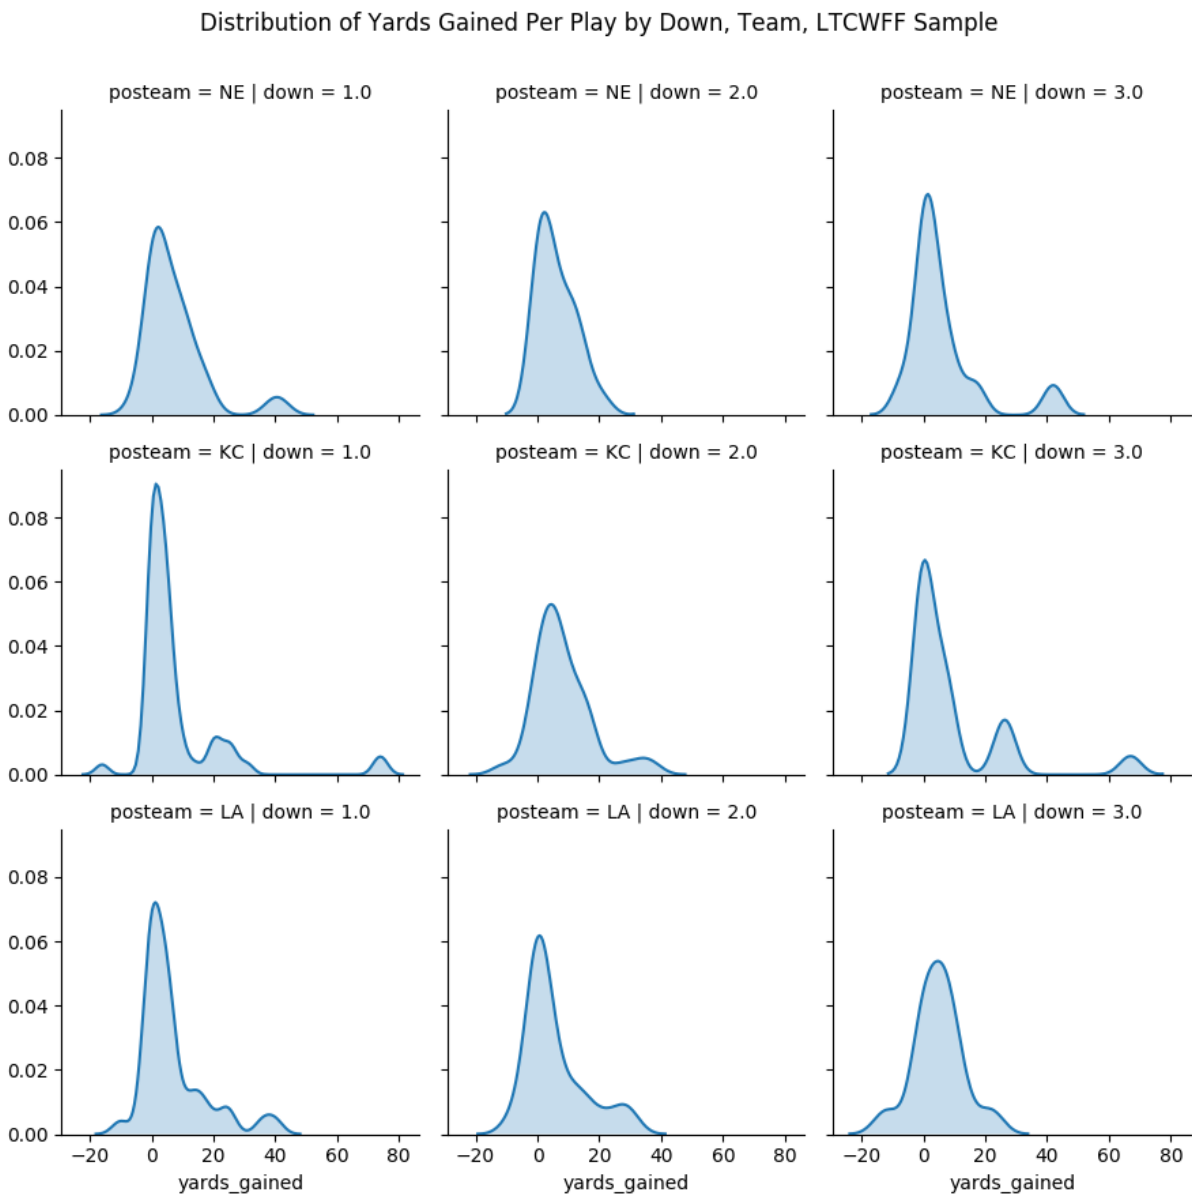 Distribution of Yards Gained Per Play by Down, Team, LTCWFF Sample
posteam = NE | down = 1.0
posteam = NE | down = 2.0
posteam = NE | down = 3.0
0.08
0.06
0.04
0.02
0.00
posteam = KC | down = 1.0
posteam = KC | down = 2.0
posteam = KC | down = 3.0
0.08
0.06
0.04
0.02
0.00
posteam = LA | down = 1.0
posteam = LA | down = 2.0
posteam = LA | down = 3.0
0.08
0.06
0.04
0.02
0.00
−20 0 20 40 60 80
−20 0 20 40 60 80
−20 0 20 40 60 80
yards_gained
yards_gained
yards_gained